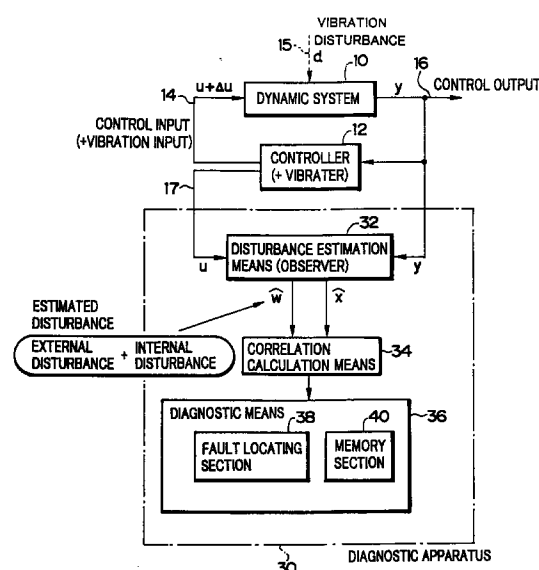 VIBRATION
DISTURBANCE
15
d
10
14
u+Δu
DYNAMIC SYSTEM
y
16
CONTROL OUTPUT
CONTROL INPUT
(+VIBRATION INPUT)
12
CONTROLLER
(+ VIBRATER)
17
32
DISTURBANCE ESTIMATION
MEANS (OBSERVER)
u
y
ŵ
x̂
ESTIMATED
DISTURBANCE
EXTERNAL
DISTURBANCE + INTERNAL
DISTURBANCE
CORRELATION
CALCULATION MEANS
34
DIAGNOSTIC MEANS
38
40
36
FAULT LOCATING
SECTION
MEMORY
SECTION
30
DIAGNOSTIC APPARATUS